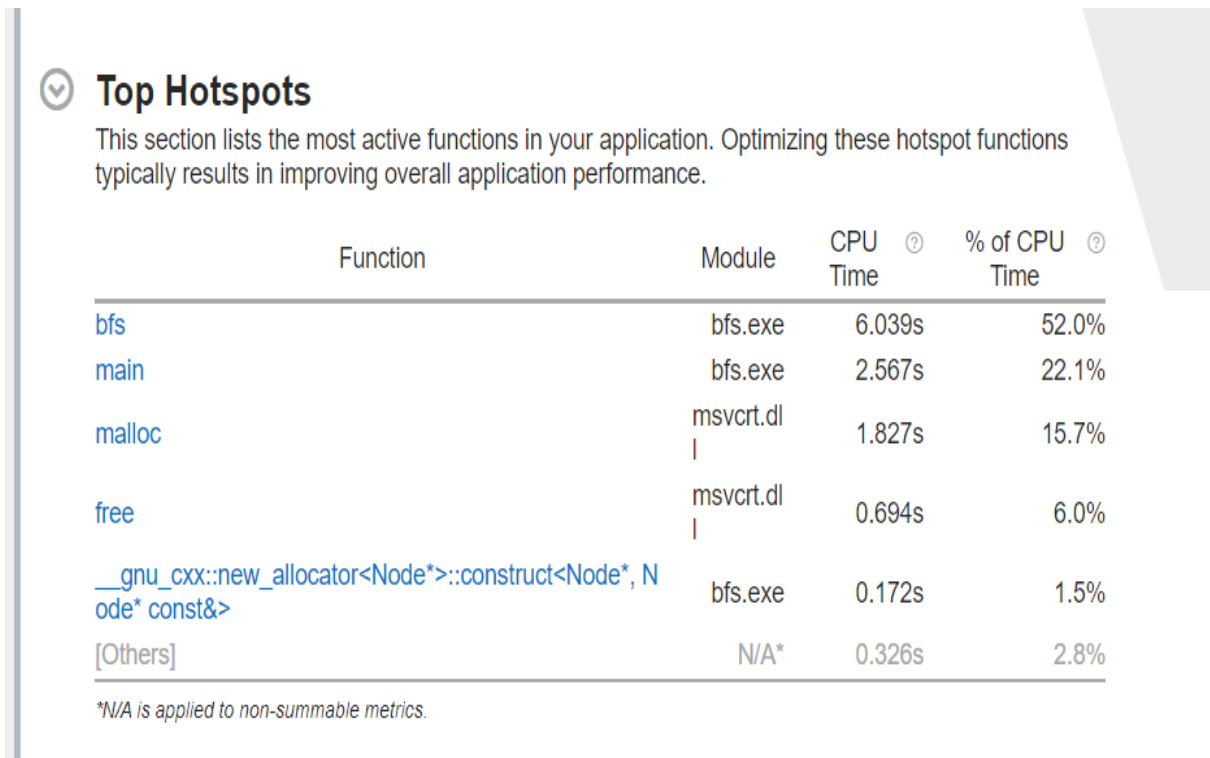 Top Hotspots
This section lists the most active functions in your application. Optimizing these hotspot functions
typically results in improving overall application performance.
Function Module CPU Time % of CPU Time
bfs bfs.exe 6.039s 52.0%
main bfs.exe 2.567s 22.1%
malloc msvcrt.dl
l 1.827s 15.7%
free msvcrt.dl
l 0.694s 6.0%
__gnu_cxx::new_allocator<Node*>::construct<Node*, N
ode* const&> bfs.exe 0.172s 1.5%
[Others] N/A* 0.326s 2.8%
*N/A is applied to non-summable metrics.